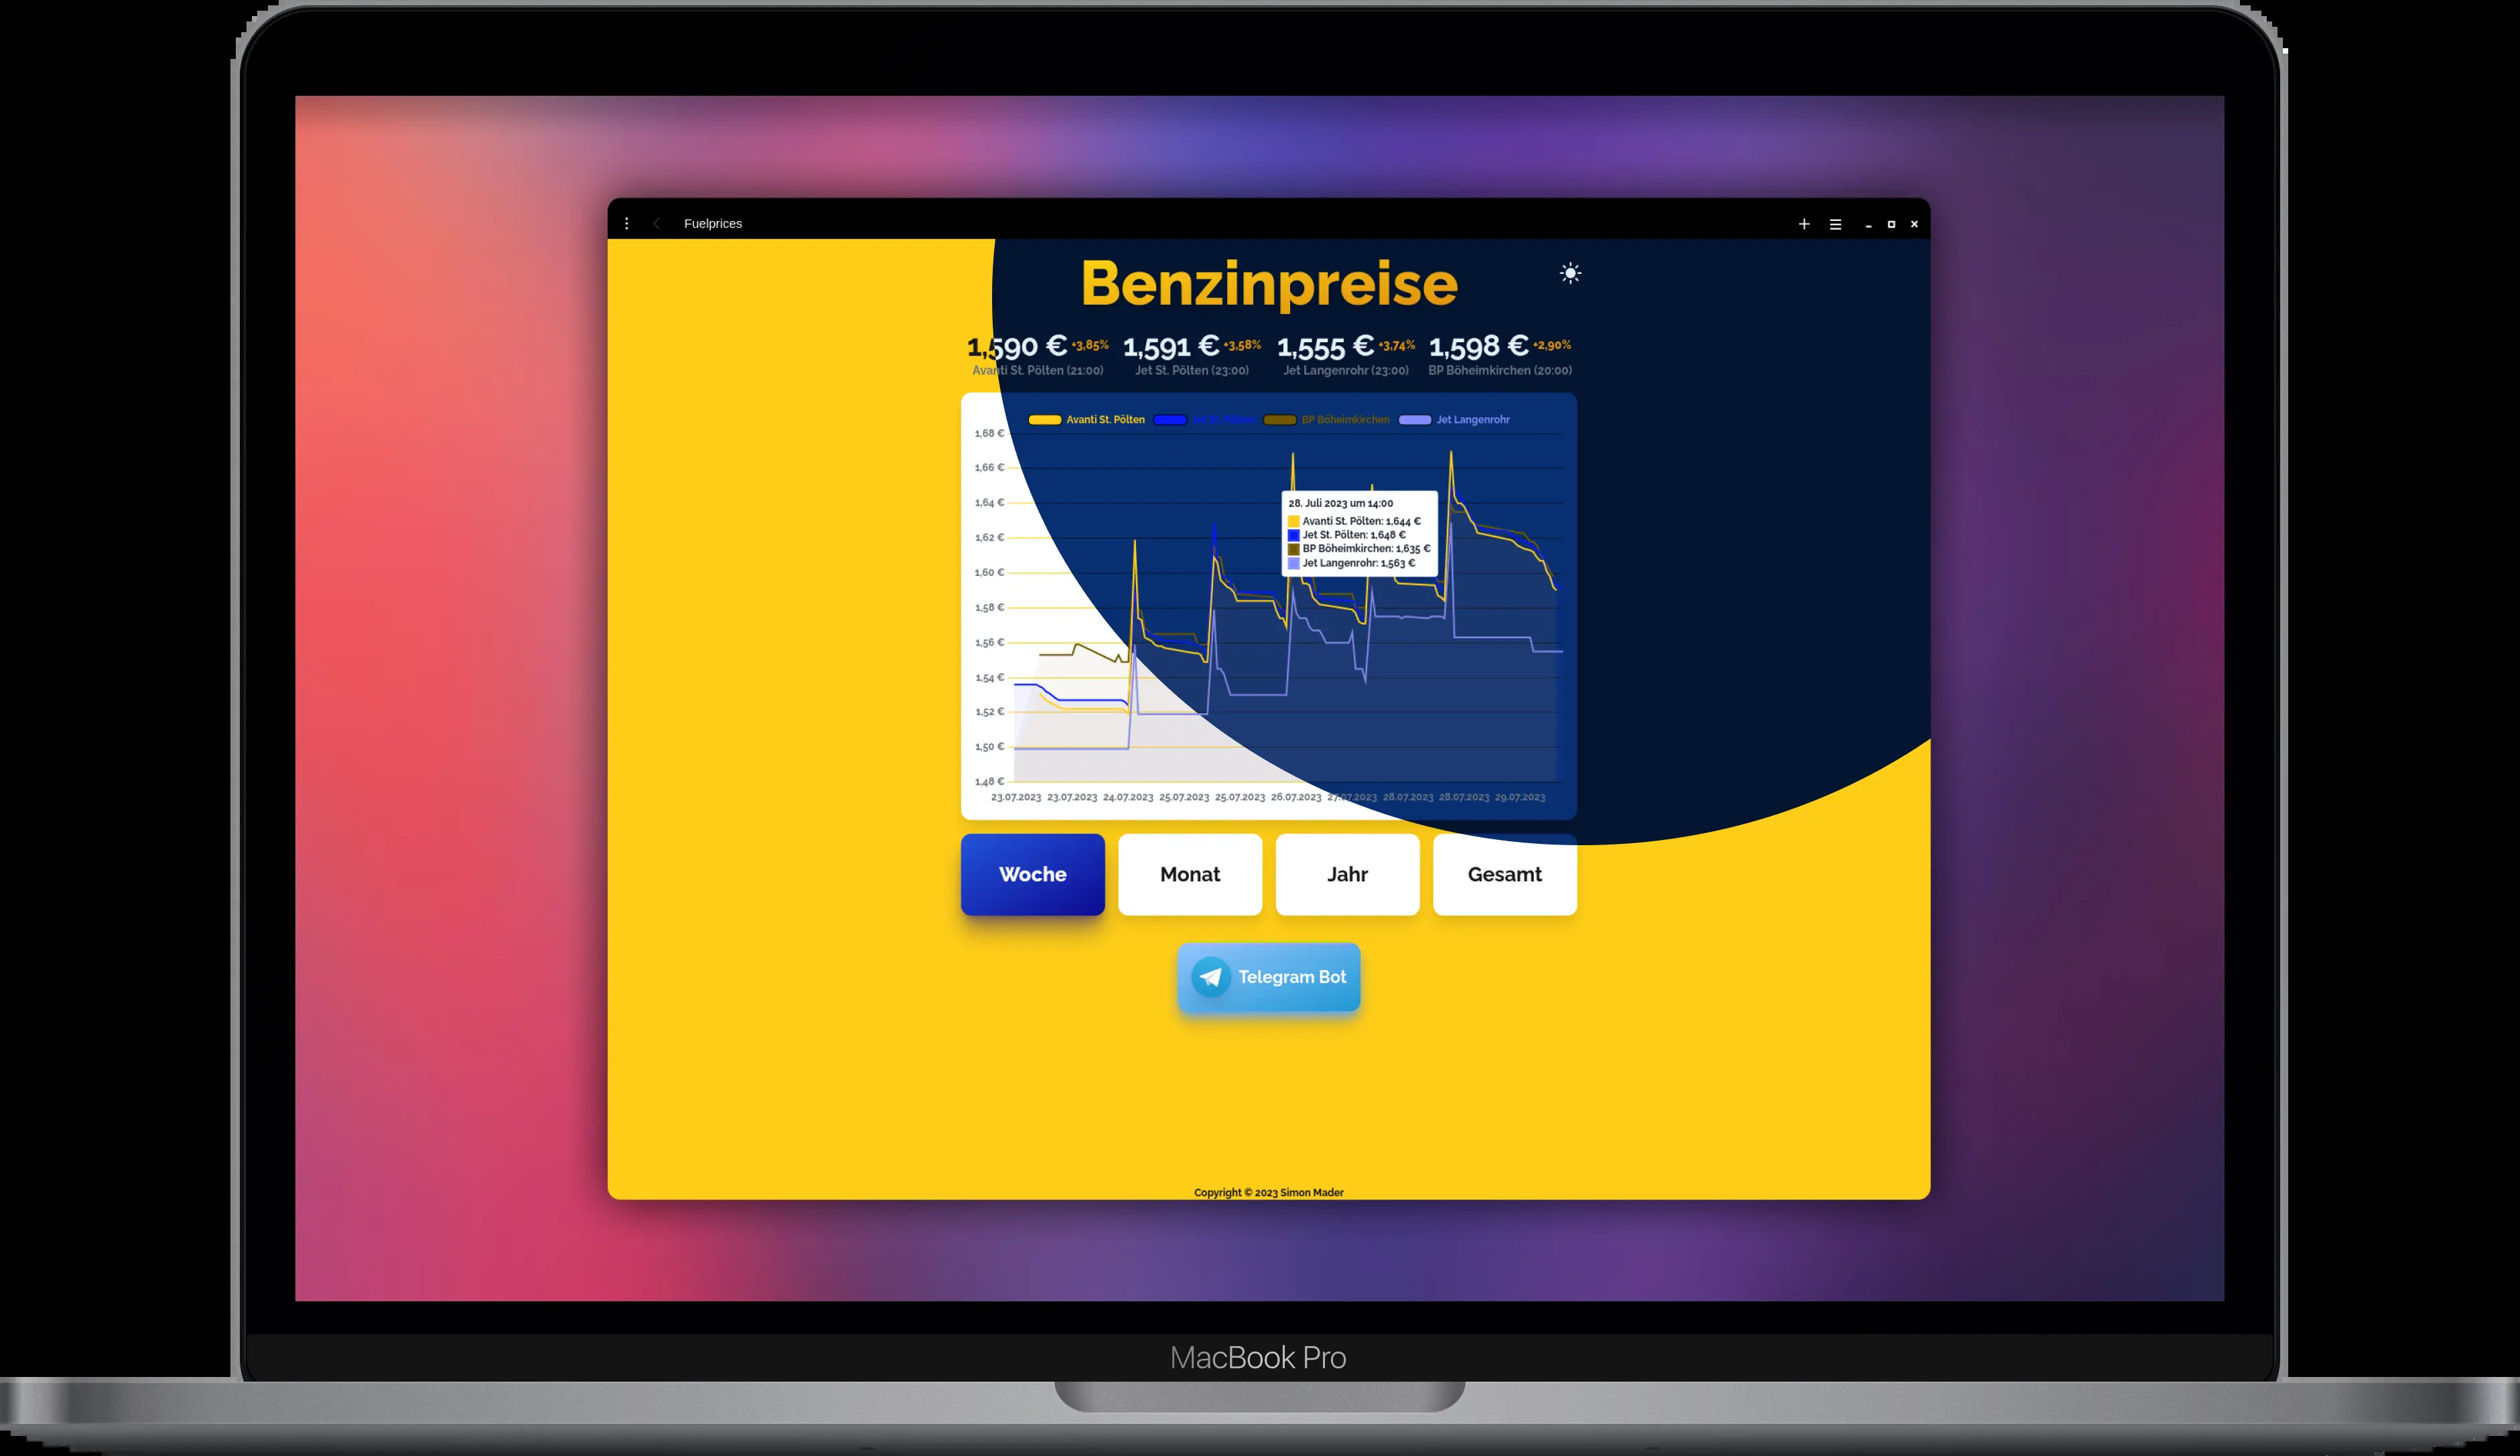 Fuelprices
Benzinpreise
1,590 € +3,85% 1,591 € +3,58% 1,555 € +3,74% 1,598 € +2,90%
Avanti St. Pölten (21:00) Jet St. Pölten (23:00) Jet Langenrohr (23:00) BP Böheimkirchen (20:00)
Avanti St. Pölten Jet St. Pölten BP Böheimkirchen Jet Langenrohr
1,68 €
1,66 €
1,64 €
1,62 €
1,60 €
1,58 €
1,56 €
1,54 €
1,52 €
1,50 €
1,48 €
28. Juli 2023 um 14:00
Avanti St. Pölten: 1,644 €
Jet St. Pölten: 1,648 €
BP Böheimkirchen: 1,635 €
Jet Langenrohr: 1,563 €
23.07.2023 23.07.2023 24.07.2023 25.07.2023 25.07.2023 26.07.2023 27.07.2023 28.07.2023 28.07.2023 29.07.2023
Woche Monat Jahr Gesamt
Telegram Bot
Copyright © 2023 Simon Mader
MacBook Pro